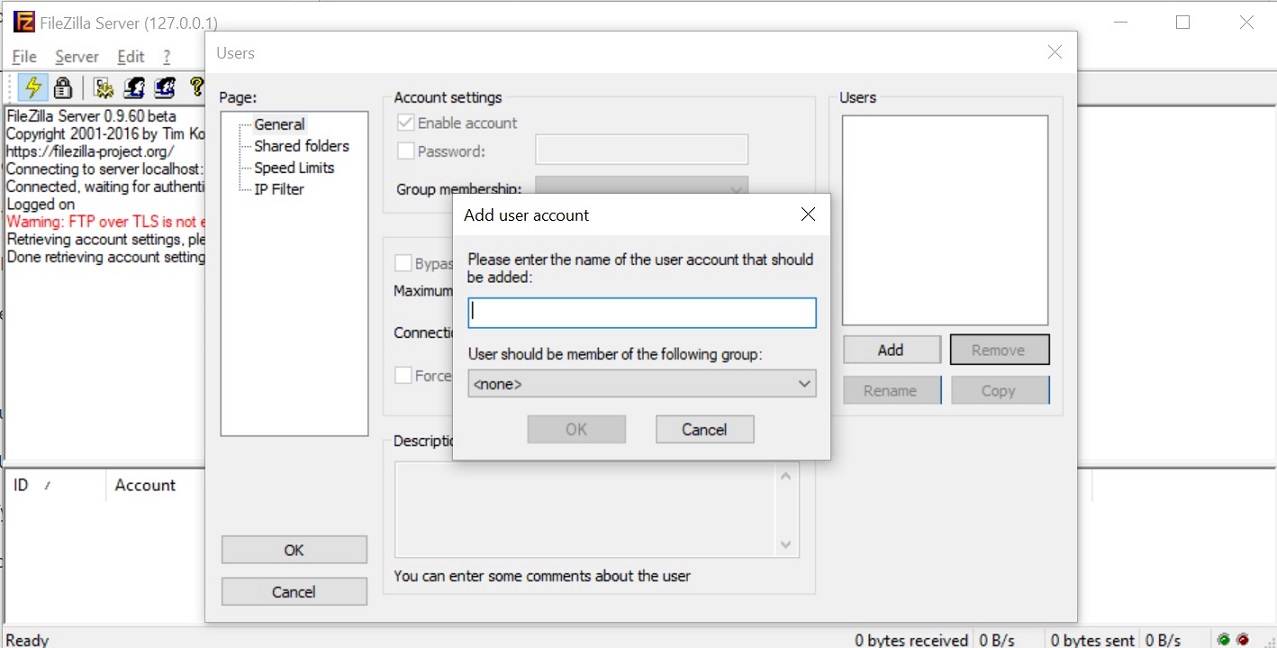 FileZilla Server (127.0.0.1)
File Server Edit ?
Users
Page:
General
Shared folders
Speed Limits
IP Filter
OK
Cancel
FileZilla Server 0.9.60 beta
Copyright 2001-2016 by Tim Ko
https://filezilla-project.org/
Connecting to server localhost:
Connected, waiting for authenti
Logged on
Warning: FTP over TLS is not e
Retrieving account settings, ple
Done retrieving account setting
Account settings
Enable account
Password:
Group membership:
Bypas
Maximum
Connecti
Force
Descriptio
You can enter some comments about the user
Add user account
Please enter the name of the user account that should
be added:
User should be member of the following group:
<none>
OK Cancel
Users
Add Remove
Rename Copy
ID / Account
Ready 0 bytes received 0 B/s 0 bytes sent 0 B/s